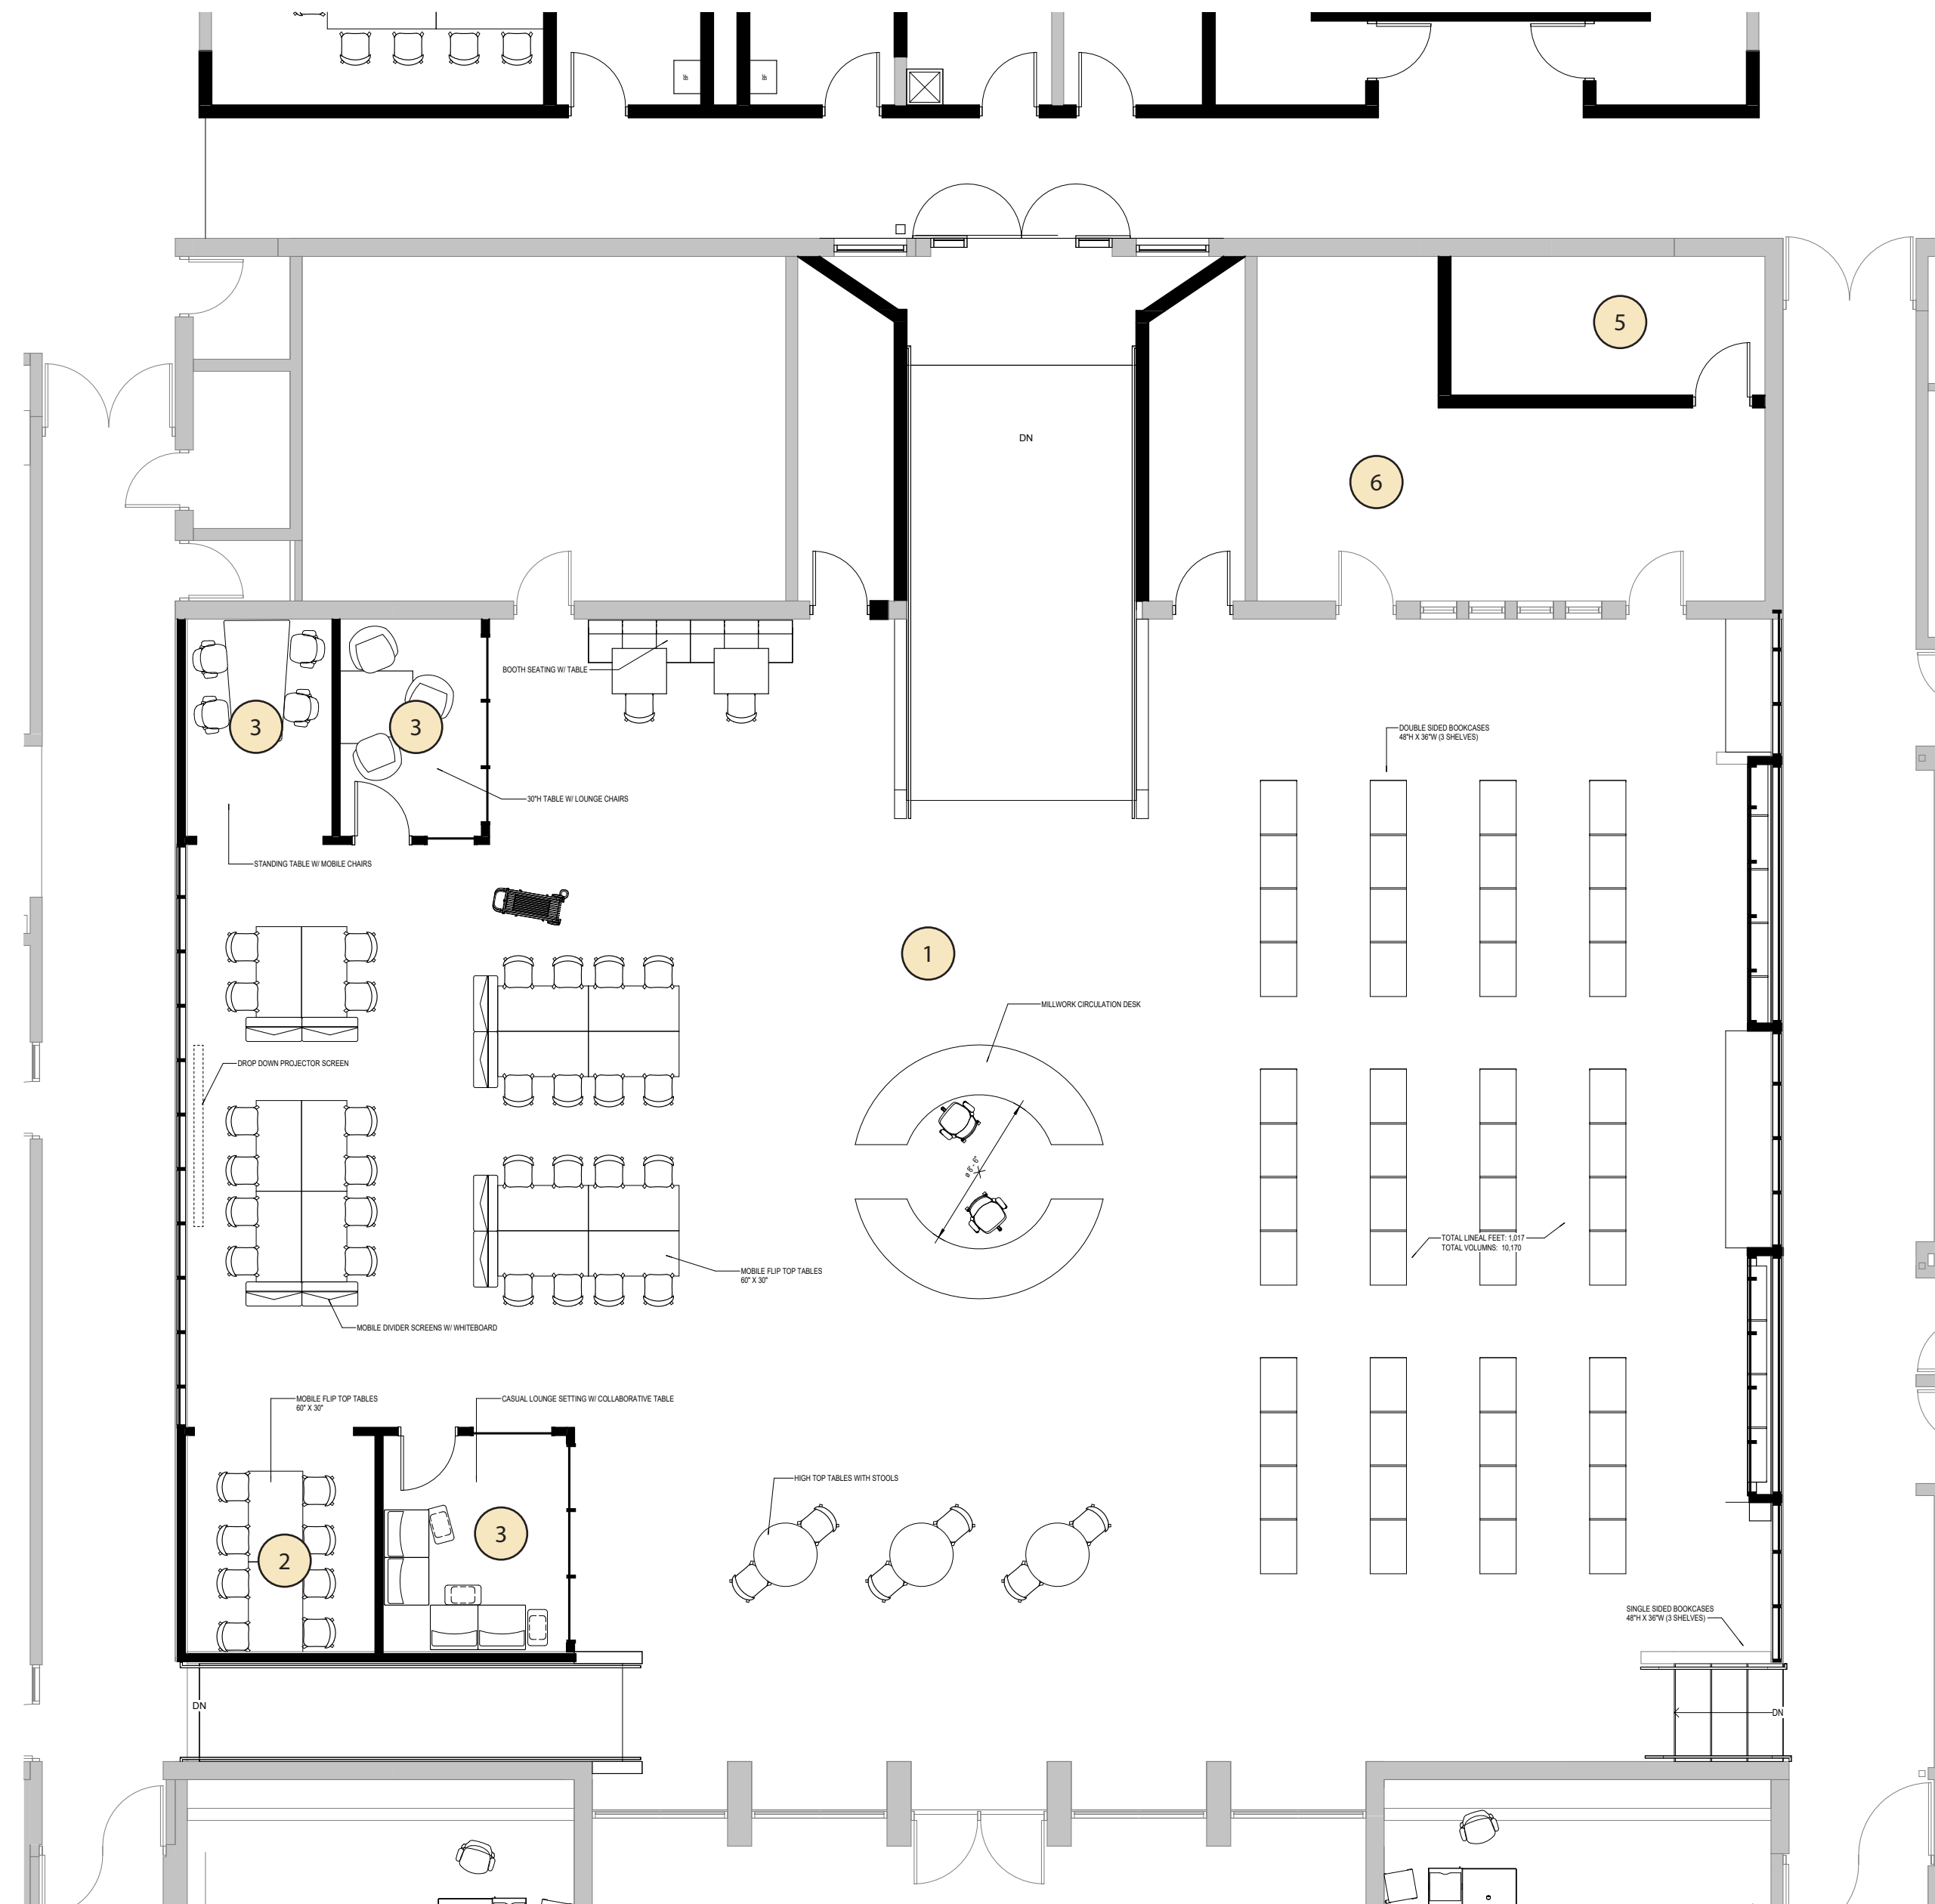 BF
BF
5
DN
6
BOOTH SEATING W/ TABLE
3
3
DOUBLE SIDED BOOKCASES
48"H X 36"W (3 SHELVES)
30"H TABLE W/ LOUNGE CHAIRS
STANDING TABLE W/ MOBILE CHAIRS
1
MILLWORK CIRCULATION DESK
DROP DOWN PROJECTOR SCREEN
ø 8' - 6"
TOTAL LINEAL FEET: 1,017
TOTAL VOLUMNS: 10,170
MOBILE FLIP TOP TABLES
60" X 30"
MOBILE DIVIDER SCREENS W/ WHITEBOARD
MOBILE FLIP TOP TABLES
60" X 30"
CASUAL LOUNGE SETTING W/ COLLABORATIVE TABLE
HIGH TOP TABLES WITH STOOLS
3
2
SINGLE SIDED BOOKCASES
48"H X 36"W (3 SHELVES)
DN
DN